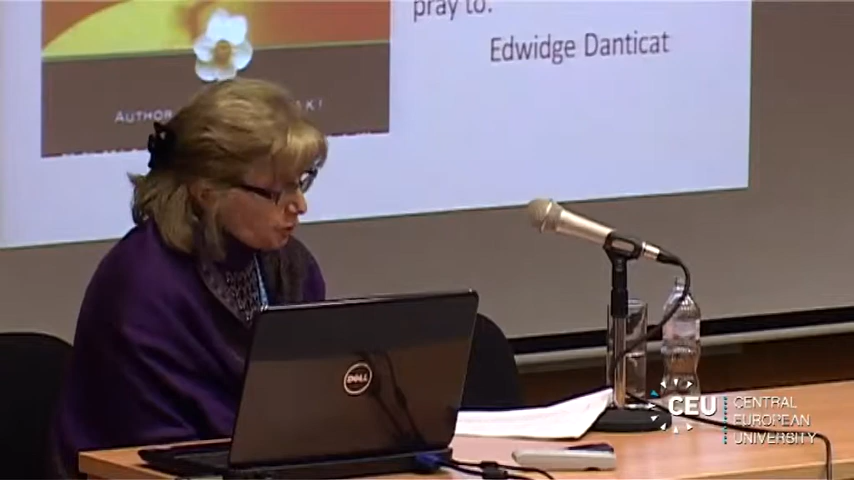 pray to.
Edwidge Danticat
AUTHOR
K!
DELL
CEU
CENTRAL
EUROPEAN
UNIVERSITY